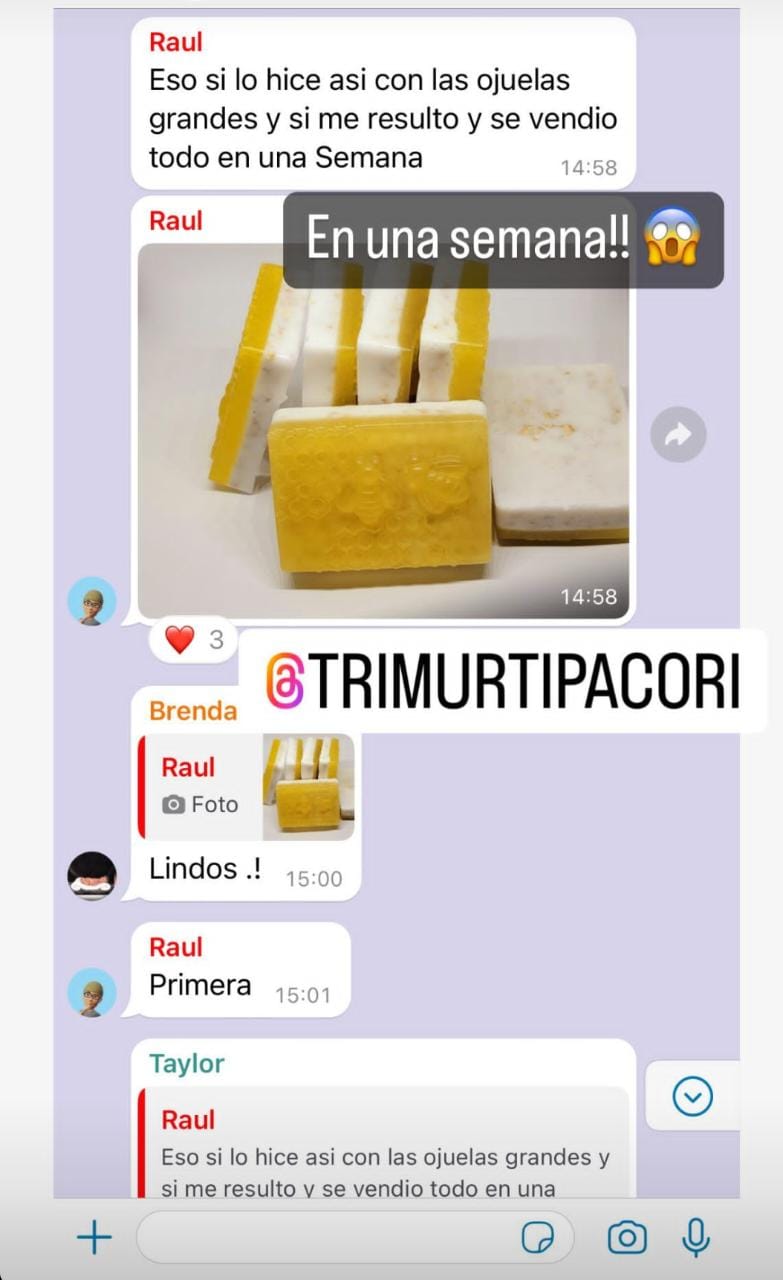 Raul
Eso si lo hice asi con las ojuelas
grandes y si me resulto y se vendio
todo en una Semana
14:58
Raul
En una semana!! 😱
14:58
❤️ 3
@TRIMURTIPACORI
Brenda
Raul
Foto
Lindos .!
15:00
Raul
Primera
15:01
Taylor
Raul
Eso si lo hice asi con las ojuelas grandes y
si me resulto y se vendio todo en una